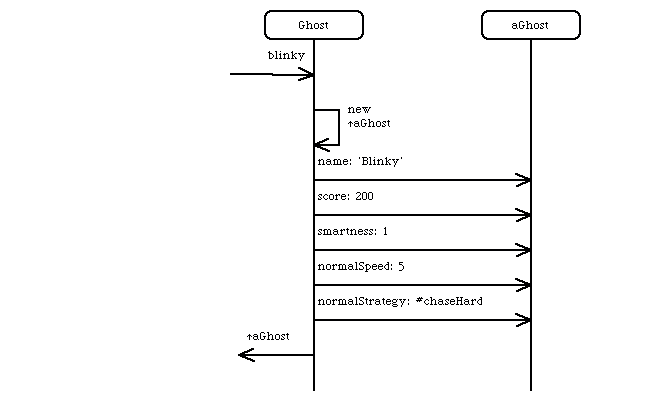 Ghost
aGhost
blinky
new
↑aGhost
name: 'Blinky'
score: 200
smartness: 1
normalSpeed: 5
normalStrategy: #chaseHard
↑aGhost